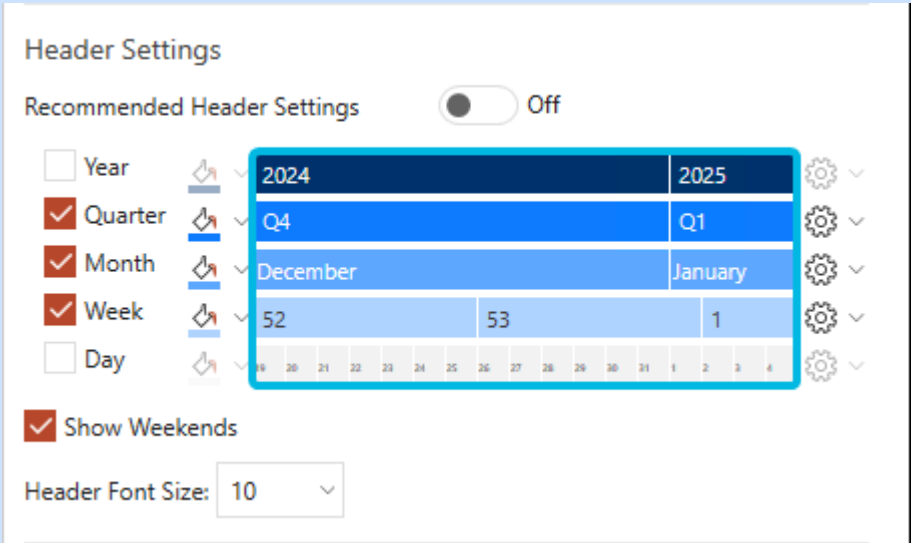 Header Settings
Recommended Header Settings Off
Year 2024 2025
Quarter Q4 Q1
Month December January
Week 52 53 1
Day 19 20 21 22 23 24 25 26 27 28 29 30 31 1 2 3 4
Show Weekends
Header Font Size: 10